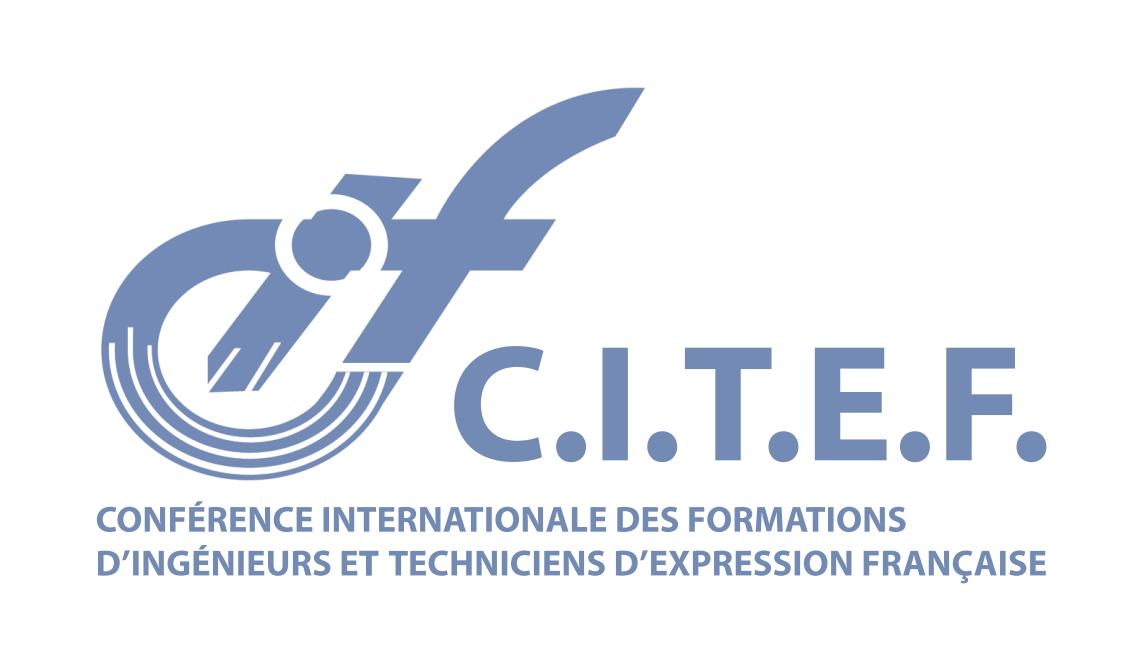 C.I.T.E.F.
CONFÉRENCE INTERNATIONALE DES FORMATIONS
D’INGÉNIEURS ET TECHNICIENS D’EXPRESSION FRANÇAISE